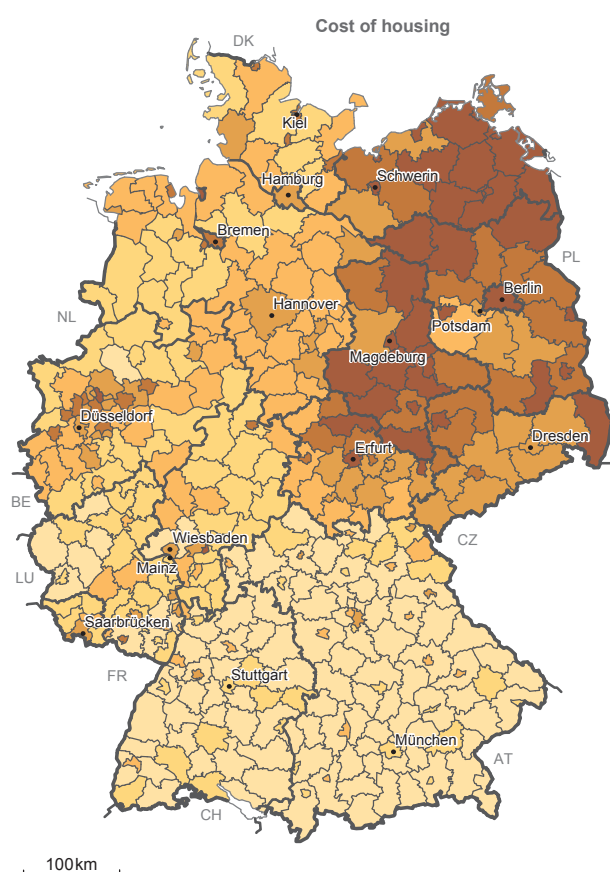 Cost of housing
DK
Kiel
Hamburg
Schwerin
Bremen
PL
Berlin
NL
Hannover
Potsdam
Magdeburg
Düsseldorf
Dresden
Erfurt
BE
CZ
Wiesbaden
LU
Mainz
Saarbrücken
FR
Stuttgart
München
AT
CH
100km